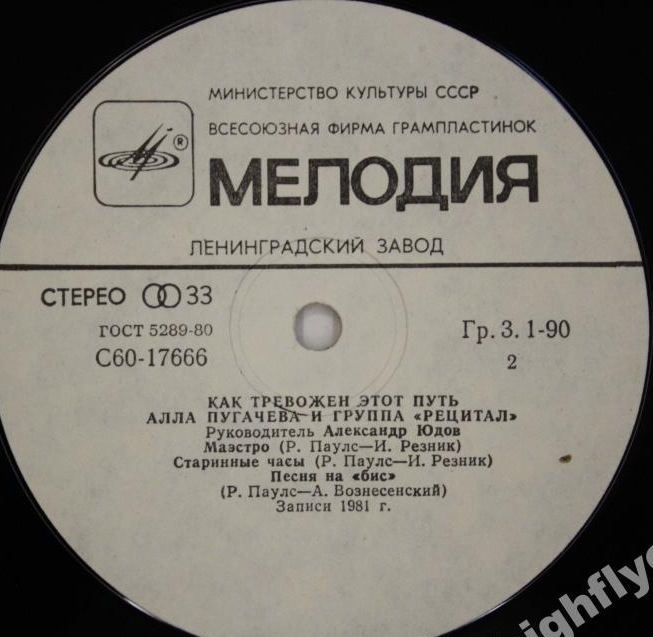 МИНИСТЕРСТВО КУЛЬТУРЫ СССР
ВСЕСОЮЗНАЯ ФИРМА ГРАМПЛАСТИНОК
®
МЕЛОДИЯ
ЛЕНИНГРАДСКИЙ ЗАВОД
СТЕРЕО 33
ГОСТ 5289-80
С60-17666
Гр. 3. 1-90
2
КАК ТРЕВОЖЕН ЭТОТ ПУТЬ
АЛЛА ПУГАЧЕВА И ГРУППА «РЕЦИТАЛ»
Руководитель Александр Юдов
Маэстро (Р. Паулс—И. Резник)
Старинные часы (Р. Паулс—И. Резник)
Песня на «бис»
(Р. Паулс—А. Вознесенский)
Записи 1981 г.